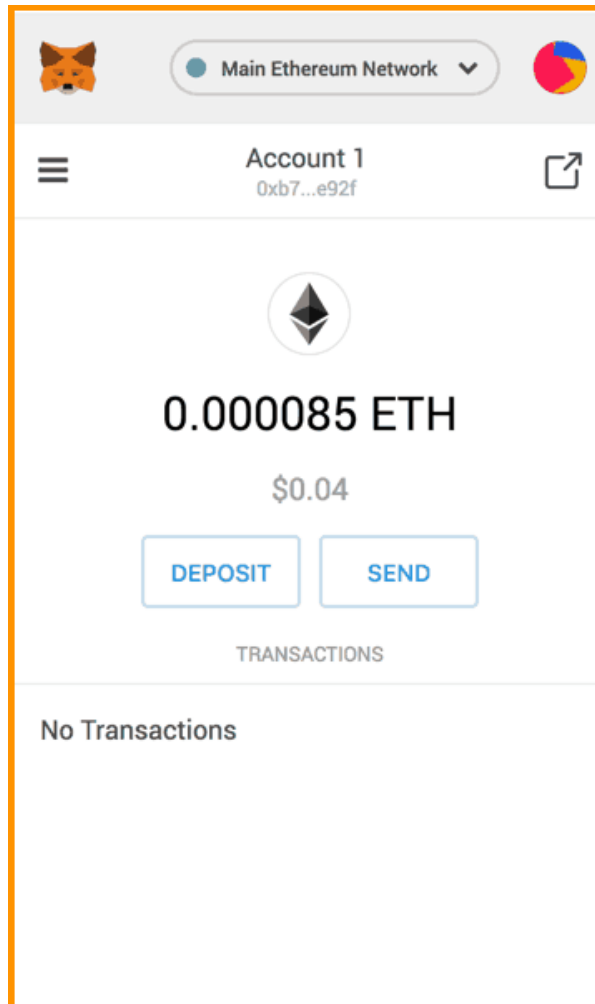 Main Ethereum Network
Account 1
0xb7...e92f
0.000085 ETH
$0.04
DEPOSIT
SEND
TRANSACTIONS
No Transactions